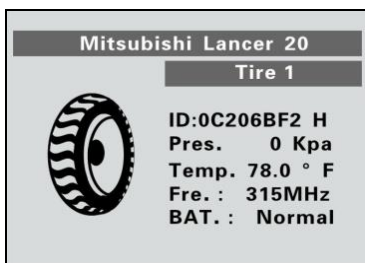 Mitsubishi Lancer 20
Tire 1
ID:0C206BF2 H
Pres. 0 Kpa
Temp. 78.0 ° F
Fre. : 315MHz
BAT. : Normal